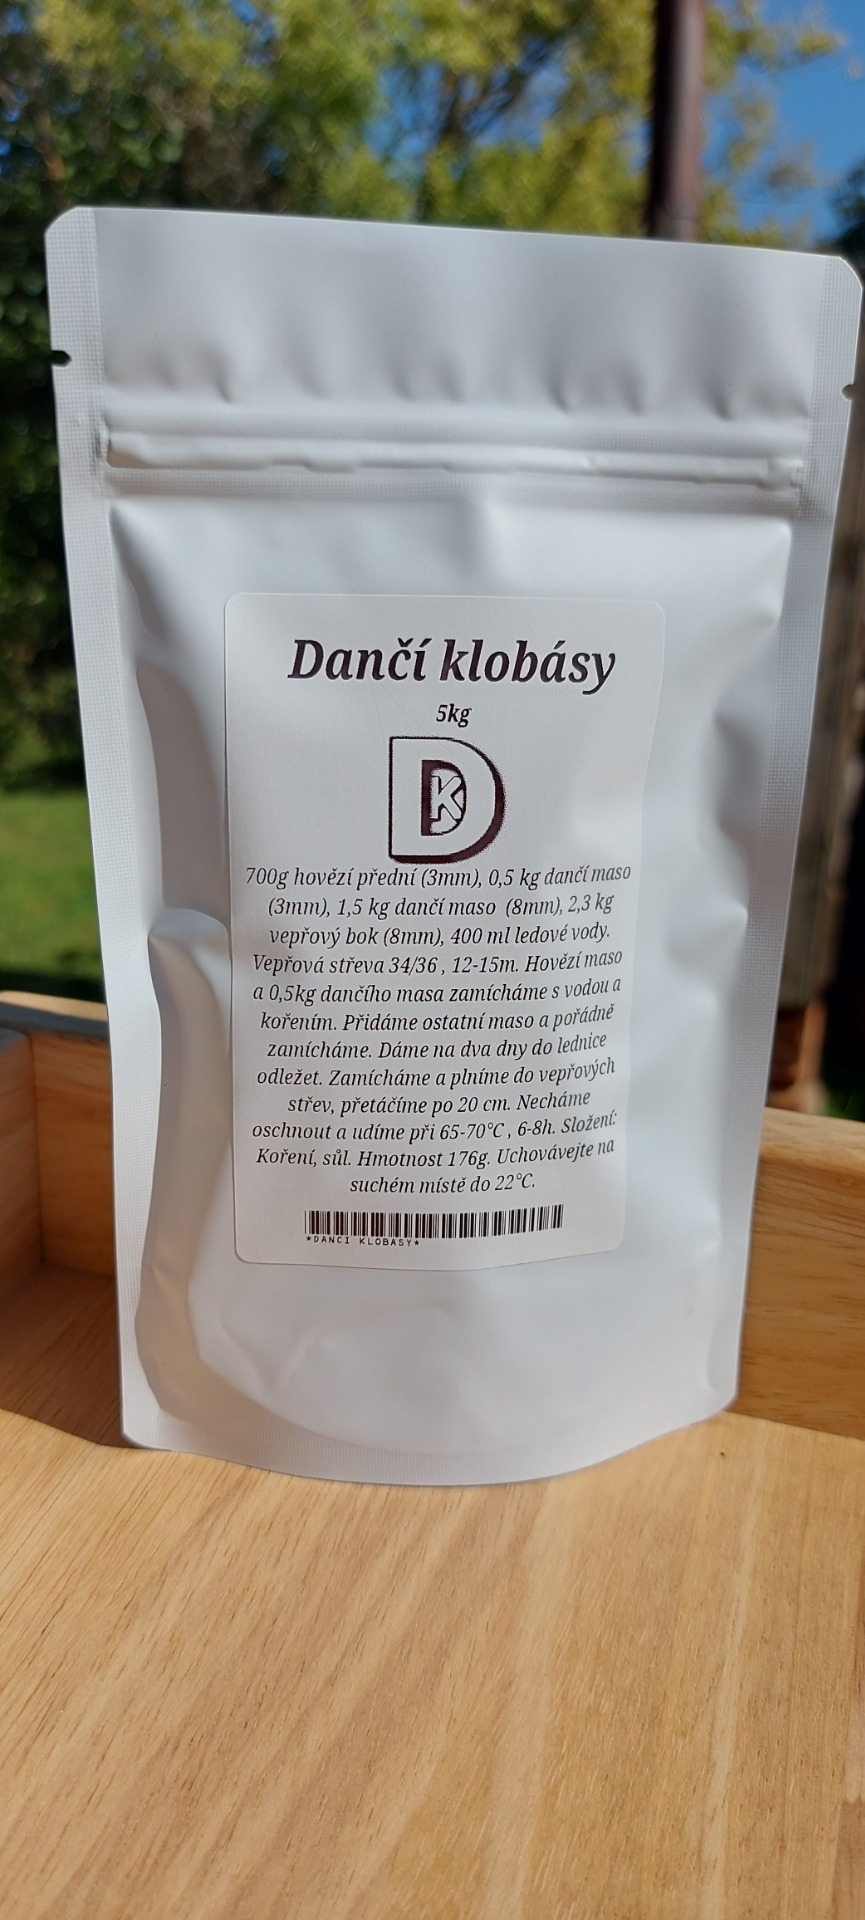 Dančí klobásy
5kg
DK
700g hovězí přední (3mm), 0,5 kg dančí maso
(3mm), 1,5 kg dančí maso (8mm), 2,3 kg
vepřový bok (8mm), 400 ml ledové vody.
Vepřová střeva 34/36 , 12-15m. Hovězí maso
a 0,5kg dančího masa zamícháme s vodou a
kořením. Přidáme ostatní maso a pořádně
zamícháme. Dáme na dva dny do lednice
odležet. Zamícháme a plníme do vepřových
střev, přetáčíme po 20 cm. Necháme
oschnout a udíme při 65-70°C , 6-8h. Složení:
Koření, sůl. Hmotnost 176g. Uchovávejte na
suchém místě do 22°C.
*DANCI KLOBASY*